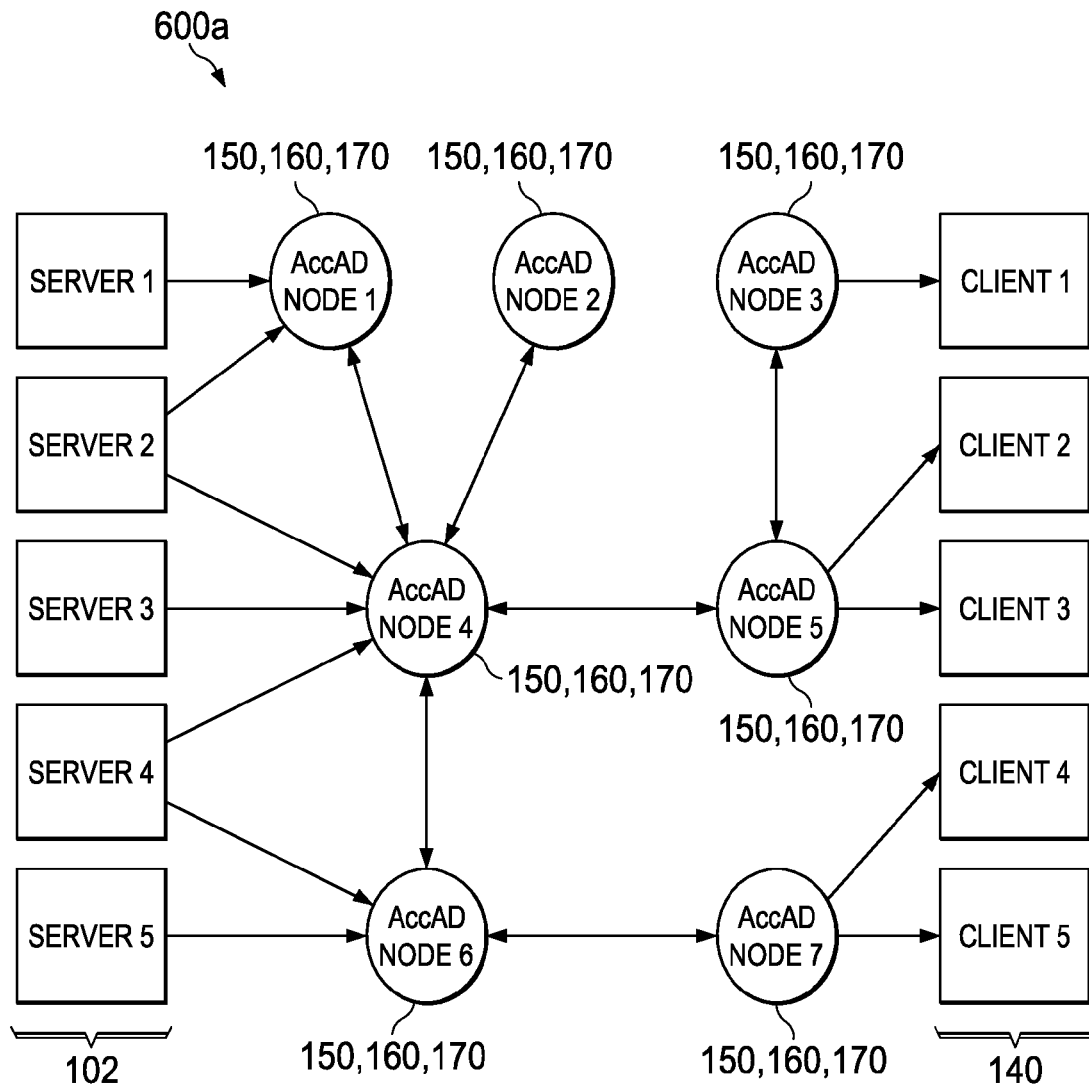 600a
150,160,170
150,160,170
150,160,170
SERVER 1
AccAD
NODE 1
AccAD
NODE 2
AccAD
NODE 3
CLIENT 1
SERVER 2
CLIENT 2
SERVER 3
AccAD
NODE 4
AccAD
NODE 5
CLIENT 3
150,160,170
150,160,170
SERVER 4
CLIENT 4
SERVER 5
AccAD
NODE 6
AccAD
NODE 7
CLIENT 5
102
150,160,170
150,160,170
140